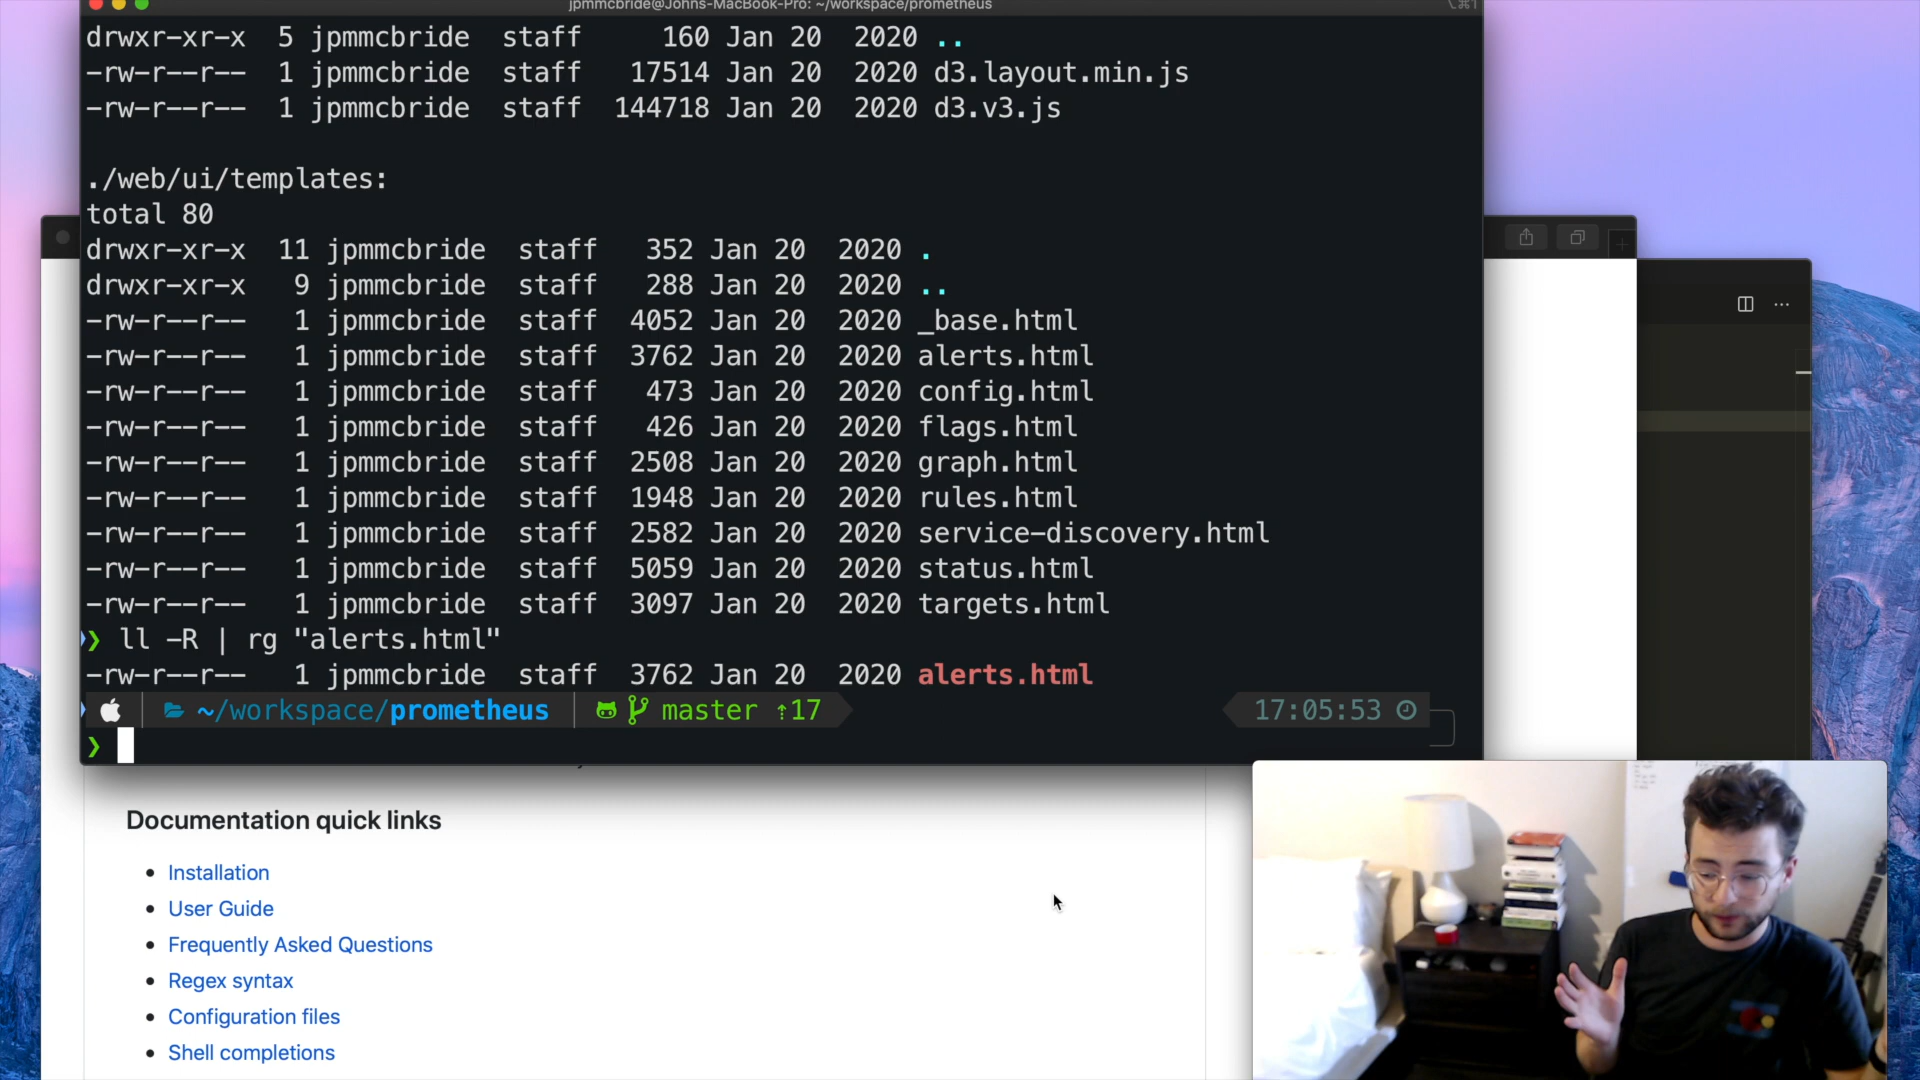 jpmmcbride@Johns-MacBook-Pro: ~/workspace/prometheus
⌥⌘1
drwxr-xr-x 5 jpmmcbride staff 160 Jan 20 2020 ..
-rw-r--r-- 1 jpmmcbride staff 17514 Jan 20 2020 d3.layout.min.js
-rw-r--r-- 1 jpmmcbride staff 144718 Jan 20 2020 d3.v3.js
./web/ui/templates:
total 80
drwxr-xr-x 11 jpmmcbride staff 352 Jan 20 2020 .
drwxr-xr-x 9 jpmmcbride staff 288 Jan 20 2020 ..
-rw-r--r-- 1 jpmmcbride staff 4052 Jan 20 2020 _base.html
-rw-r--r-- 1 jpmmcbride staff 3762 Jan 20 2020 alerts.html
-rw-r--r-- 1 jpmmcbride staff 473 Jan 20 2020 config.html
-rw-r--r-- 1 jpmmcbride staff 426 Jan 20 2020 flags.html
-rw-r--r-- 1 jpmmcbride staff 2508 Jan 20 2020 graph.html
-rw-r--r-- 1 jpmmcbride staff 1948 Jan 20 2020 rules.html
-rw-r--r-- 1 jpmmcbride staff 2582 Jan 20 2020 service-discovery.html
-rw-r--r-- 1 jpmmcbride staff 5059 Jan 20 2020 status.html
-rw-r--r-- 1 jpmmcbride staff 3097 Jan 20 2020 targets.html
❯ ll -R | rg "alerts.html"
-rw-r--r-- 1 jpmmcbride staff 3762 Jan 20 2020 alerts.html
~/workspace/prometheus master ↑17 17:05:53
❯
Documentation quick links
• Installation
• User Guide
• Frequently Asked Questions
• Regex syntax
• Configuration files
• Shell completions